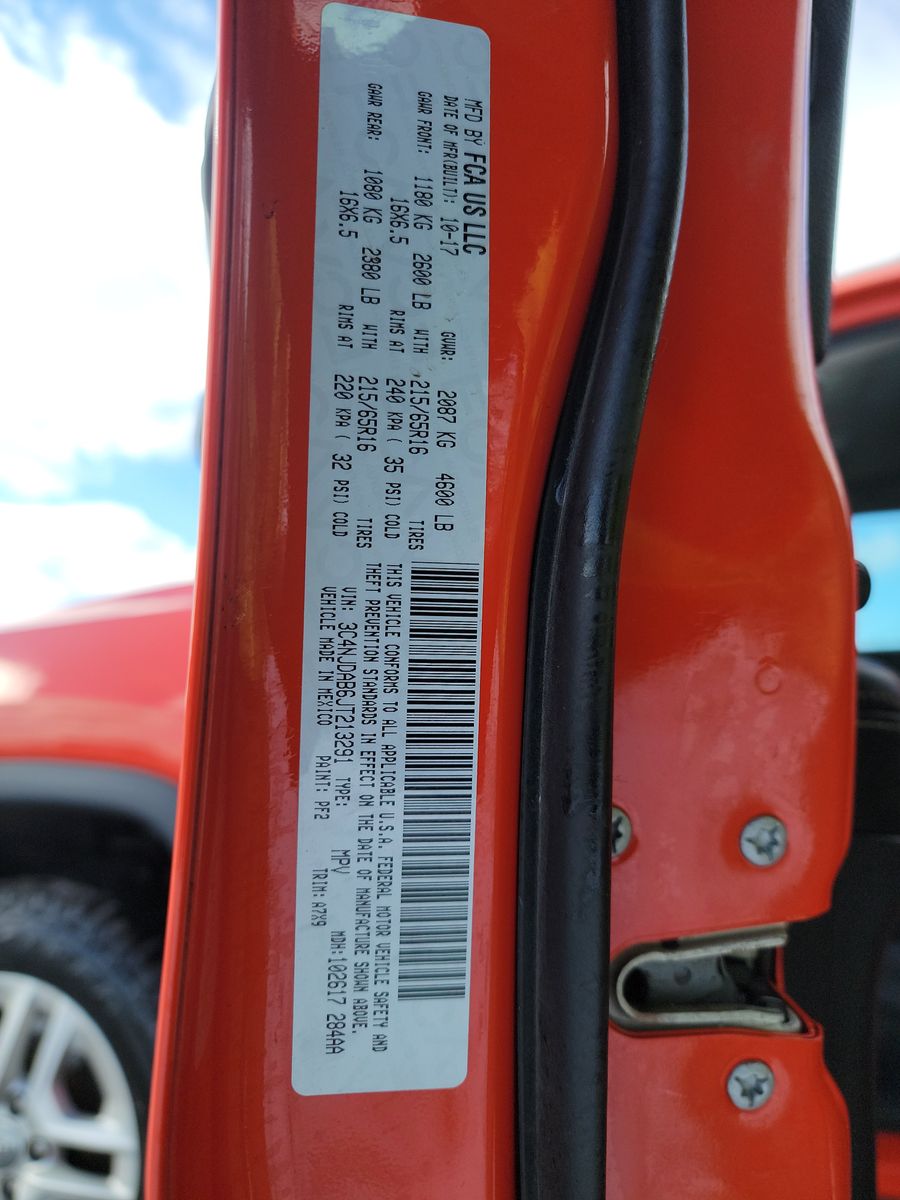 MFD BY FCA US LLC
DATE OF MFR(BUILT): 10-17 GVWR: 2087 KG 4600 LB
GAWR FRONT: 1180 KG 2600 LB WITH 215/65R16 TIRES
16X6.5 RIMS AT 240 KPA ( 35 PSI) COLD
GAWR REAR: 1080 KG 2380 LB WITH 215/65R16 TIRES
16X6.5 RIMS AT 220 KPA ( 32 PSI) COLD
THIS VEHICLE CONFORMS TO ALL APPLICABLE U.S.A. FEDERAL MOTOR VEHICLE SAFETY AND
THEFT PREVENTION STANDARDS IN EFFECT ON THE DATE OF MANUFACTURE SHOWN ABOVE.
VIN: 3C4NJDAB6JT213291 TYPE: MPV MDH:102617 284AA
VEHICLE MADE IN MEXICO PAINT: PF2 TRIM: A7X9